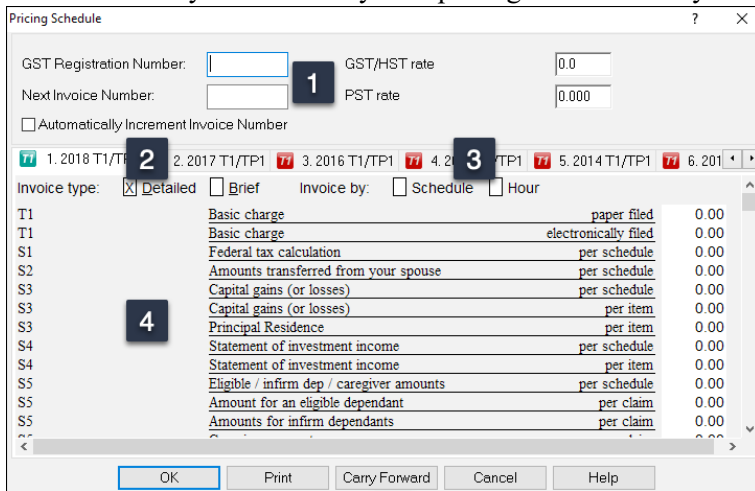 Pricing Schedule ? X
GST Registration Number: GST/HST rate 0.0
1
Next Invoice Number: PST rate 0.000
Automatically Increment Invoice Number
T1 1. 2018 T1/ 2 2. 2017 T1/TP1 T1 3. 2016 T1/TP1 T1 4. 3 TP1 T1 5. 2014 T1/TP1 T1 6. 201
Invoice type: X Detailed Brief Invoice by: Schedule Hour
T1 Basic charge paper filed 0.00
T1 Basic charge electronically filed 0.00
S1 Federal tax calculation per schedule 0.00
S2 Amounts transferred from your spouse per schedule 0.00
S3 Capital gains (or losses) per schedule 0.00
S3 Capital gains (or losses) per item 0.00
4
S3 Principal Residence per item 0.00
S4 Statement of investment income per schedule 0.00
S4 Statement of investment income per item 0.00
S5 Eligible / infirm dep / caregiver amounts per schedule 0.00
S5 Amount for an eligible dependant per claim 0.00
S5 Amounts for infirm dependants per claim 0.00
OK Print Carry Forward Cancel Help